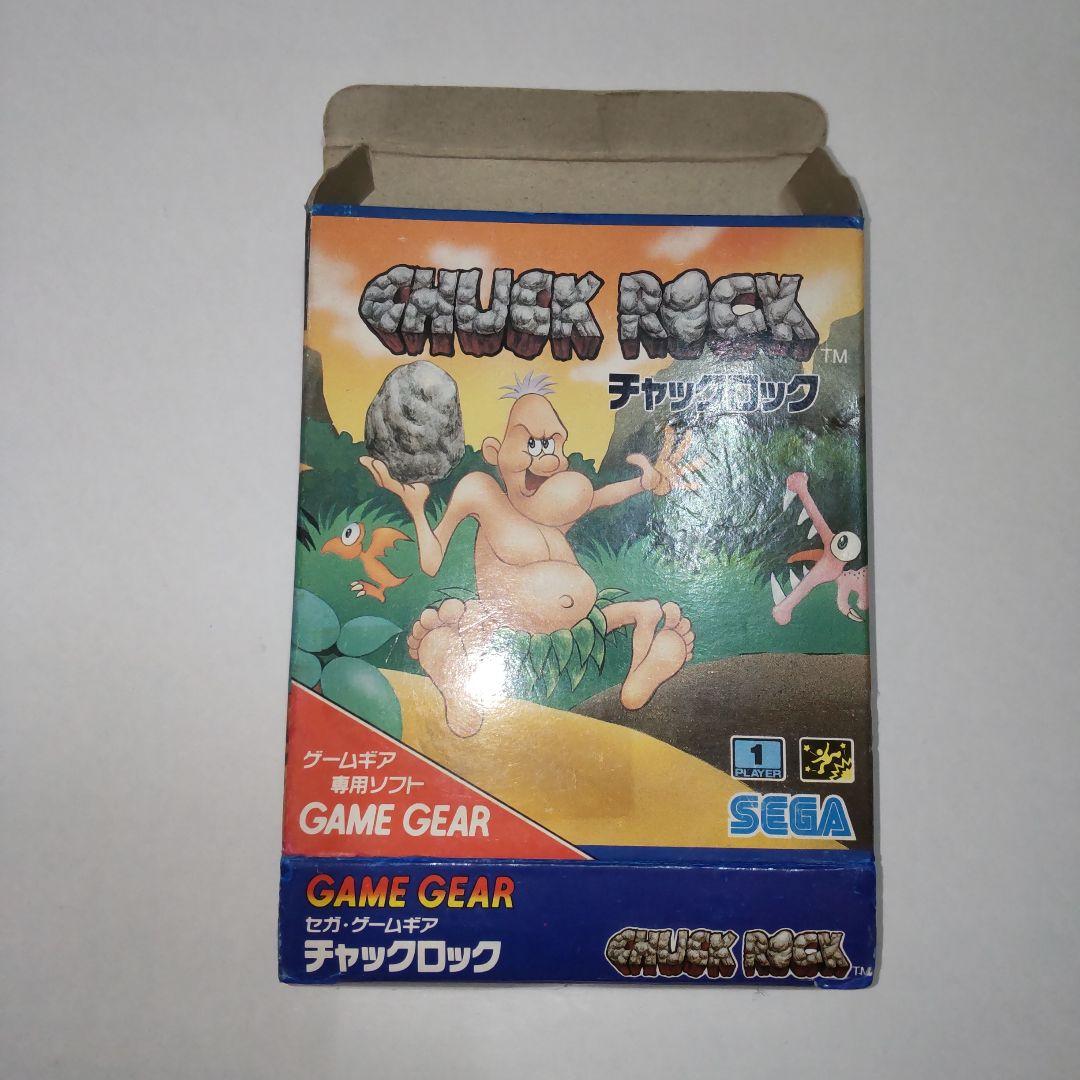 CHUCK ROCK
TM
チャックロック
ゲームギア
専用ソフト
GAME GEAR
1
PLAYER
SEGA
GAME GEAR
セガ・ゲームギア
チャックロック
CHUCK ROCK
TM